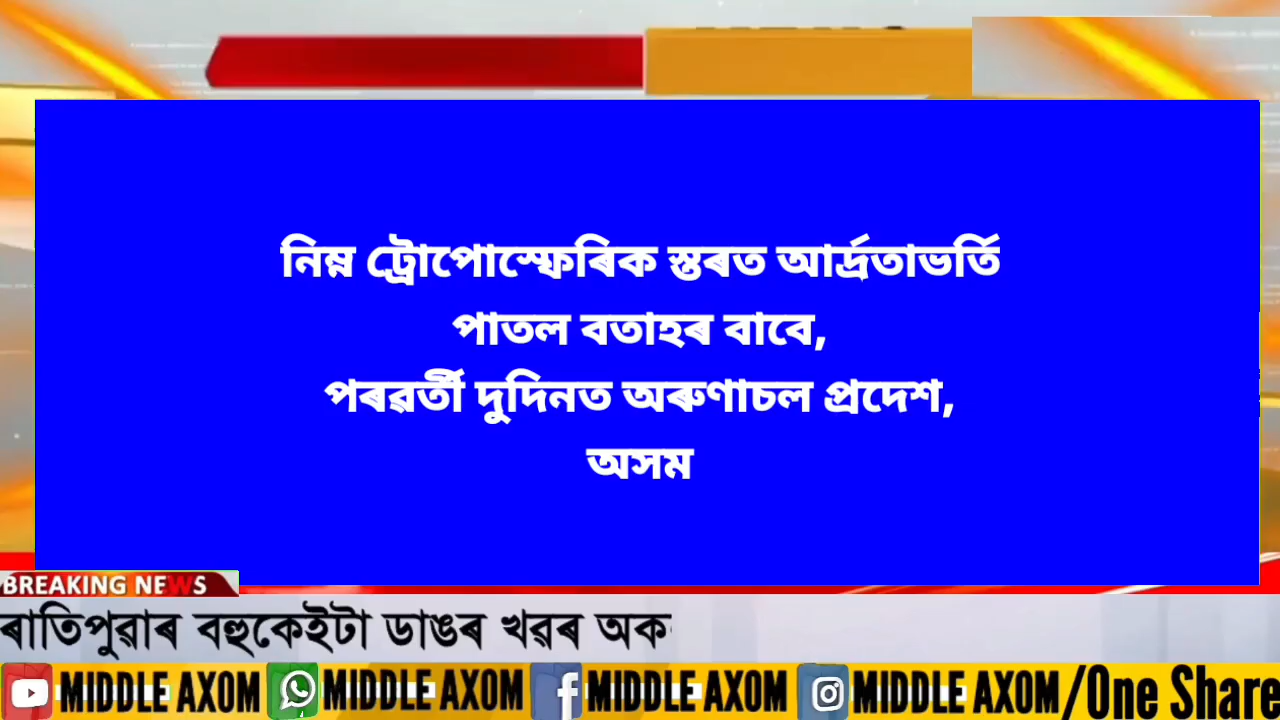 নিম্ন ট্ৰোপোস্ফেৰিক স্তৰত আৰ্দ্ৰতাভৰ্তি
পাতল বতাহৰ বাবে,
পৰৱৰ্তী দুদিনত অৰুণাচল প্ৰদেশ,
অসম
BREAKING NEWS
ৰাতিপুৱাৰ বহুকেইটা ডাঙৰ খৱৰ
MIDDLE AXOM MIDDLE AXOM MIDDLE AXOM MIDDLE AXOM/One Share